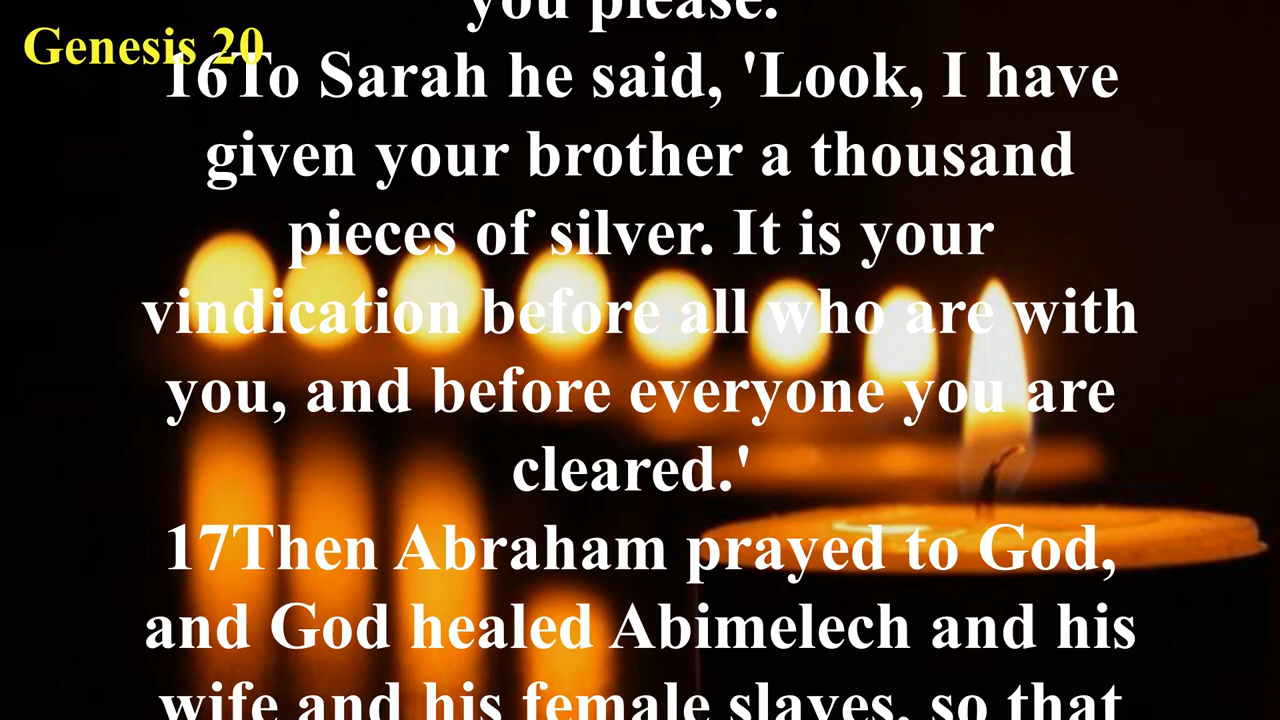 you please.
Genesis 20
16To Sarah he said, 'Look, I have
given your brother a thousand
pieces of silver. It is your
vindication before all who are with
you, and before everyone you are
cleared.'
17Then Abraham prayed to God,
and God healed Abimelech and his
wife and his female slaves, so that